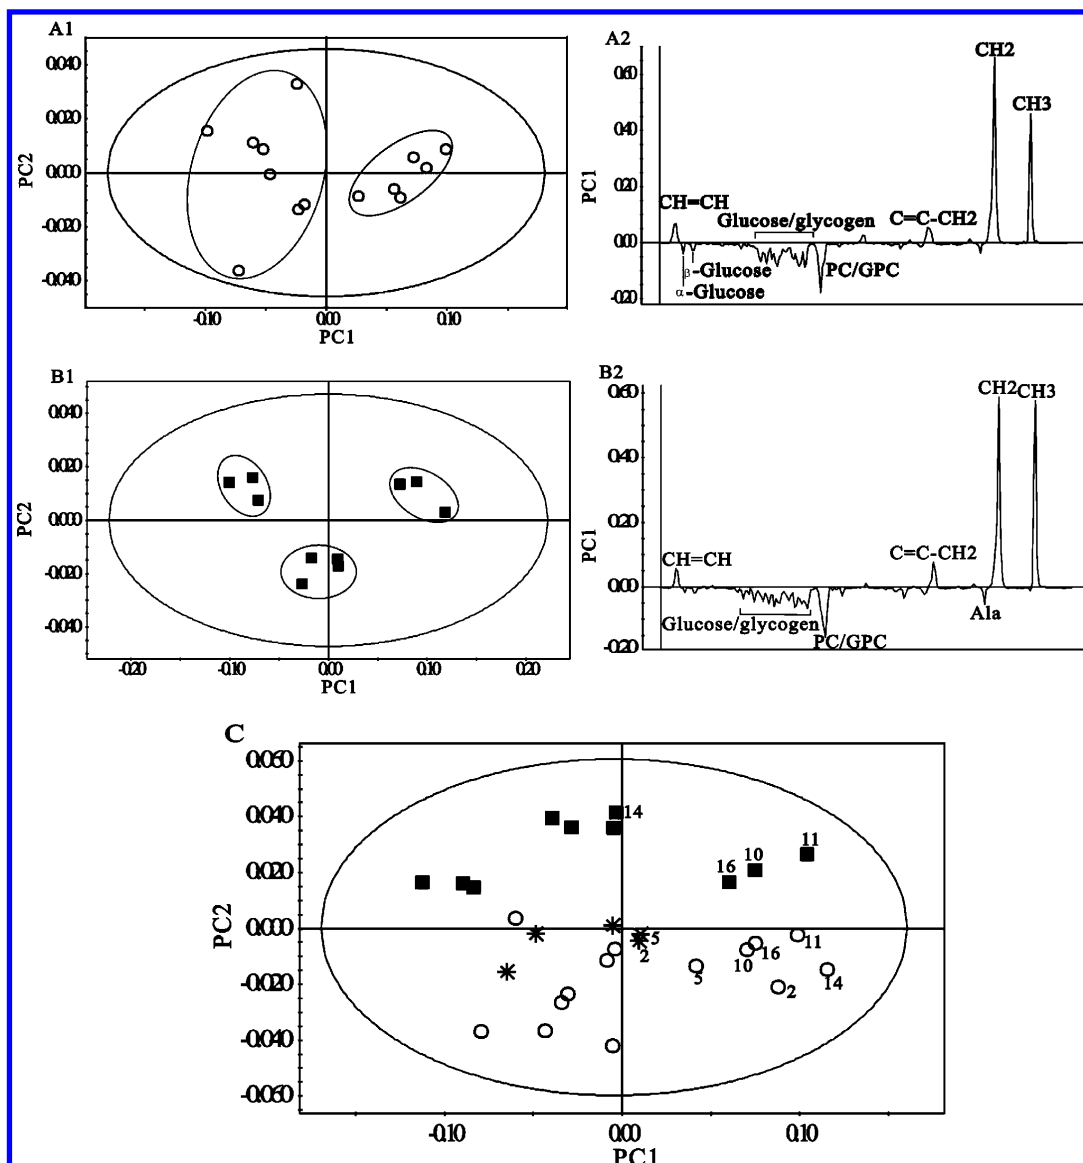 A1
0.040
0.020
0.000
-0.020
-0.040
PC2
-0.10
0.00
0.10
PC1
A2
0.60
0.40
0.20
0.00
-0.20
PC1
CH2
CH3
CH=CH
Glucose/glycogen
C=C-CH2
β-Glucose
α-Glucose
PC/GPC
B1
0.040
0.020
0.000
-0.020
-0.040
PC2
-0.20
-0.10
0.00
0.10
0.20
PC1
B2
0.60
0.40
0.20
0.00
-0.20
PC1
CH2
CH3
CH=CH
C=C-CH2
Glucose/glycogen
PC/GPC
Ala
C
0.060
0.040
0.020
0.000
-0.020
-0.040
-0.060
PC2
14
11
10
16
5
2
11
16
10
5
14
2
-0.10
0.00
0.10
PC1